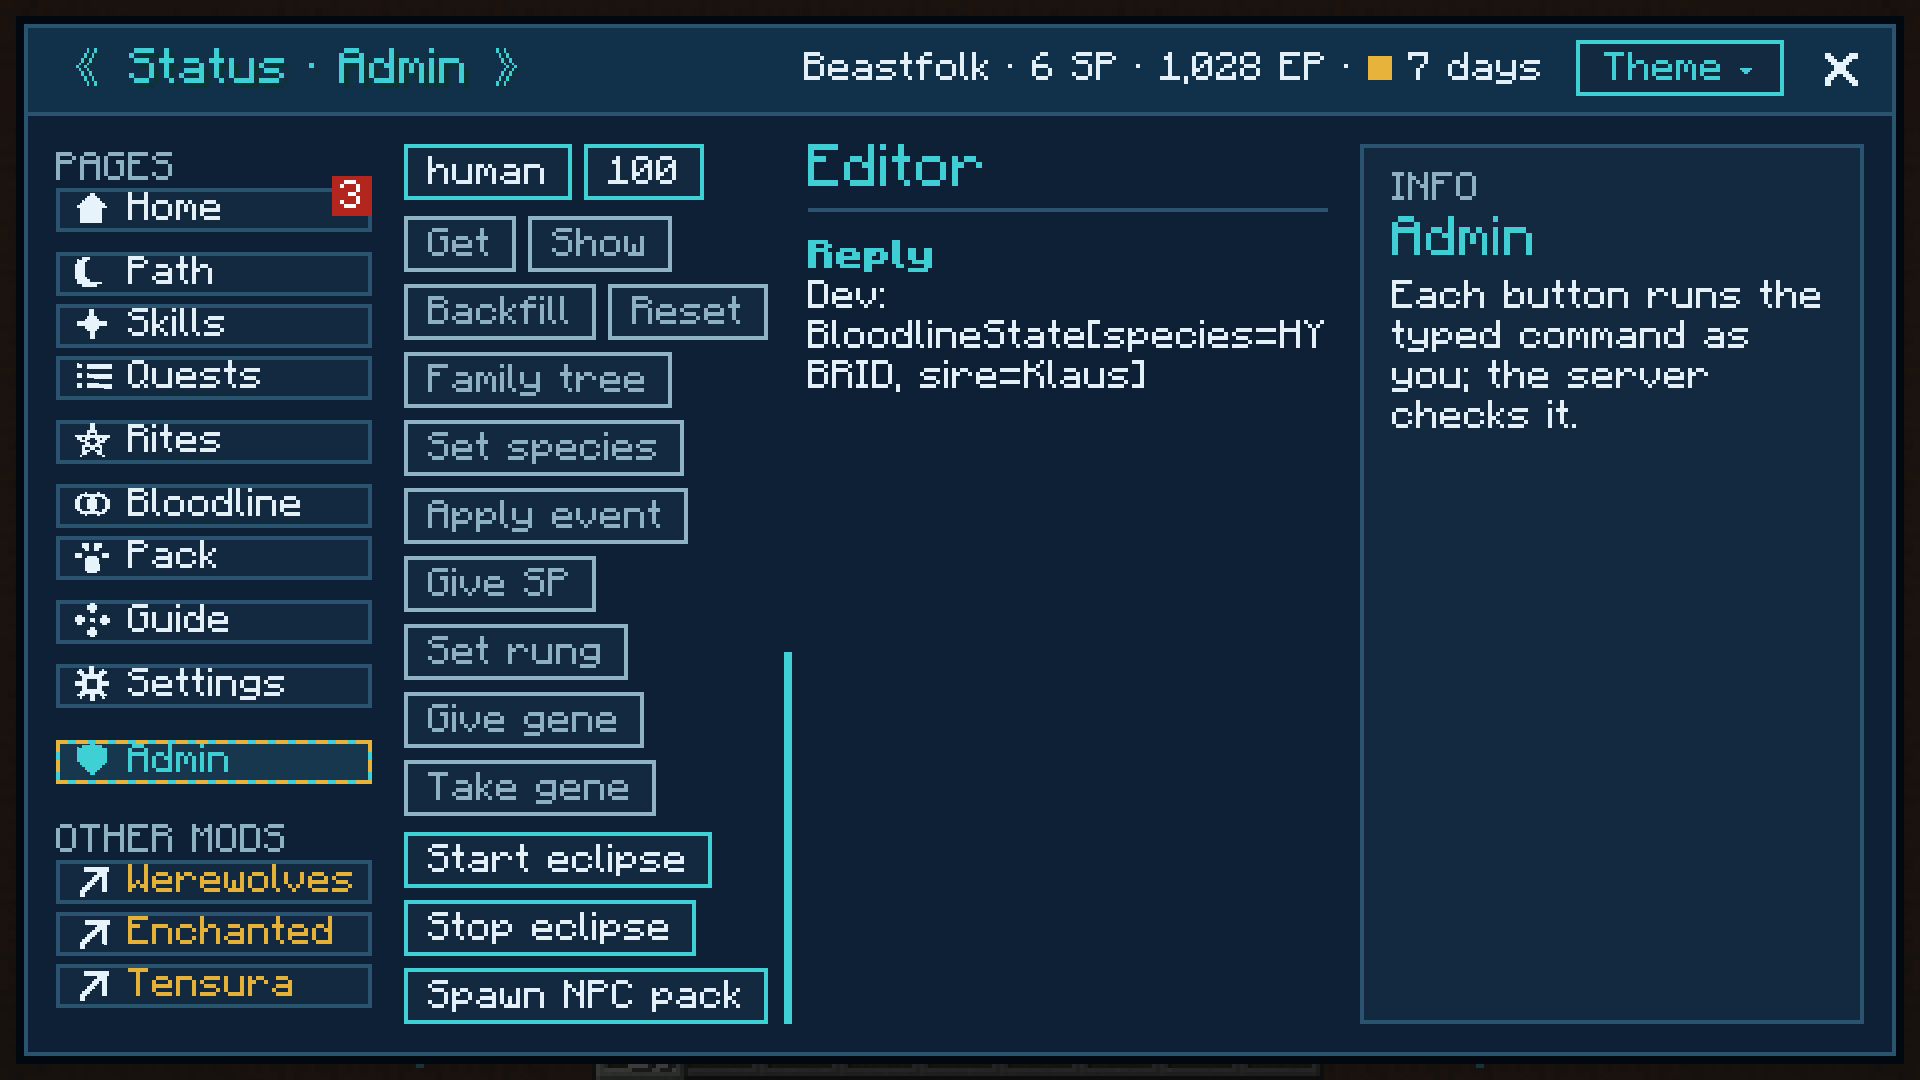 《 Status · Admin 》
Beastfolk · 6 SP · 1,028 EP · 7 days
Theme
PAGES
Home
3
Path
Skills
Quests
Rites
Bloodline
Pack
Guide
Settings
Admin
OTHER MODS
Werewolves
Enchanted
Tensura
human
100
Get
Show
Backfill
Reset
Family tree
Set species
Apply event
Give SP
Set rung
Give gene
Take gene
Start eclipse
Stop eclipse
Spawn NPC pack
Editor
Reply
Dev:
BloodlineState[species=HY
BRID, sire=Klaus]
INFO
Admin
Each button runs the
typed command as
you; the server
checks it.